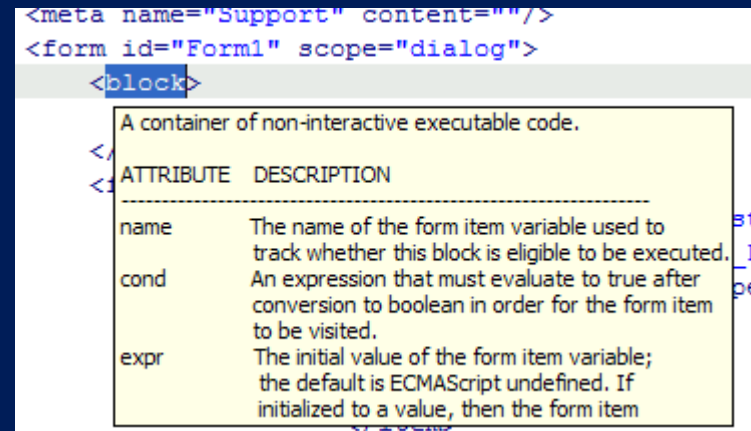 <meta name="Support" content=""/>
<form id="Form1" scope="dialog">
<block>
A container of non-interactive executable code.
ATTRIBUTE DESCRIPTION
--------------------------------------------------------------------
name The name of the form item variable used to
track whether this block is eligible to be executed.
cond An expression that must evaluate to true after
conversion to boolean in order for the form item
to be visited.
expr The initial value of the form item variable;
the default is ECMAScript undefined. If
initialized to a value, then the form item